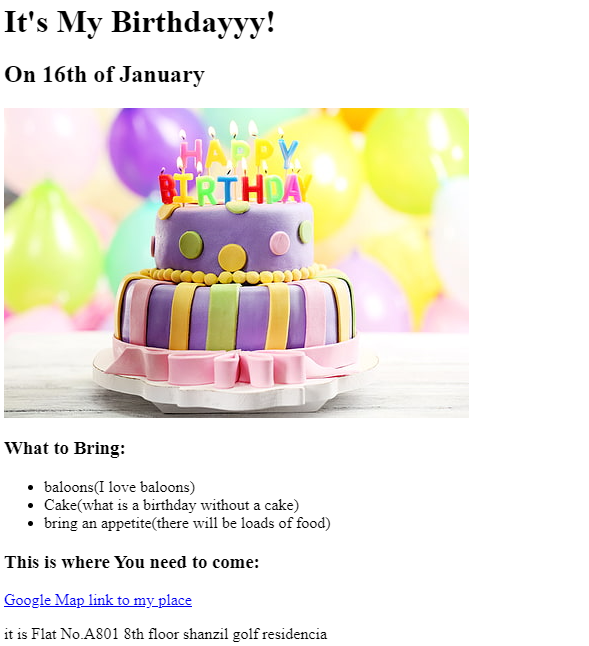 It's My Birthdayyy!
On 16th of January
HAPPY
BIRTHDAY
What to Bring:
baloons(I love baloons)
Cake(what is a birthday without a cake)
bring an appetite(there will be loads of food)
This is where You need to come:
Google Map link to my place
it is Flat No.A801 8th floor shanzil golf residencia